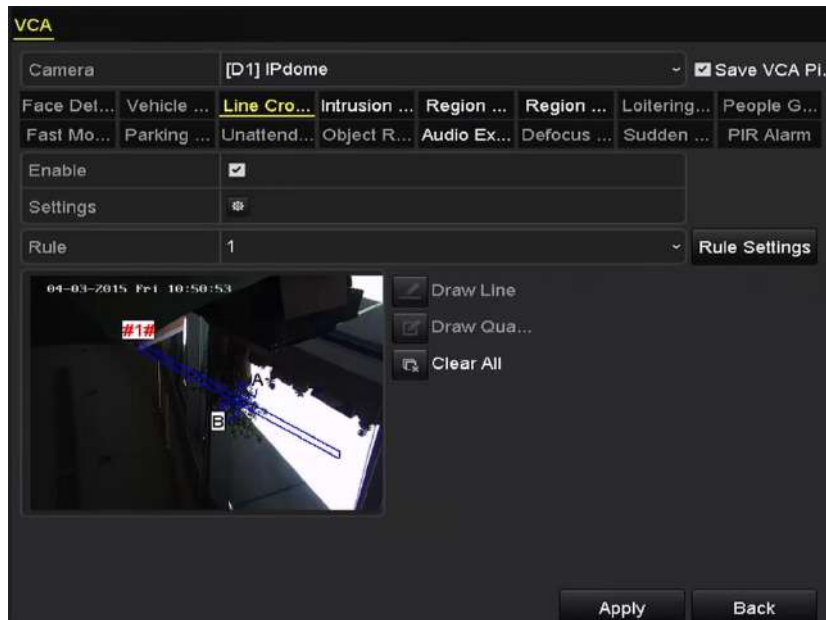 VCA
Camera [D1] IPdome Save VCA Pi.
Face Det... Vehicle ... Line Cro... Intrusion ... Region ... Region ... Loitering... People G...
Fast Mo... Parking ... Unattend... Object R... Audio Ex... Defocus ... Sudden ... PIR Alarm
Enable
Settings
Rule 1 Rule Settings
04-03-2015 Fri 10:50:53
#1#
A
B
Draw Line
Draw Qua...
Clear All
Apply Back